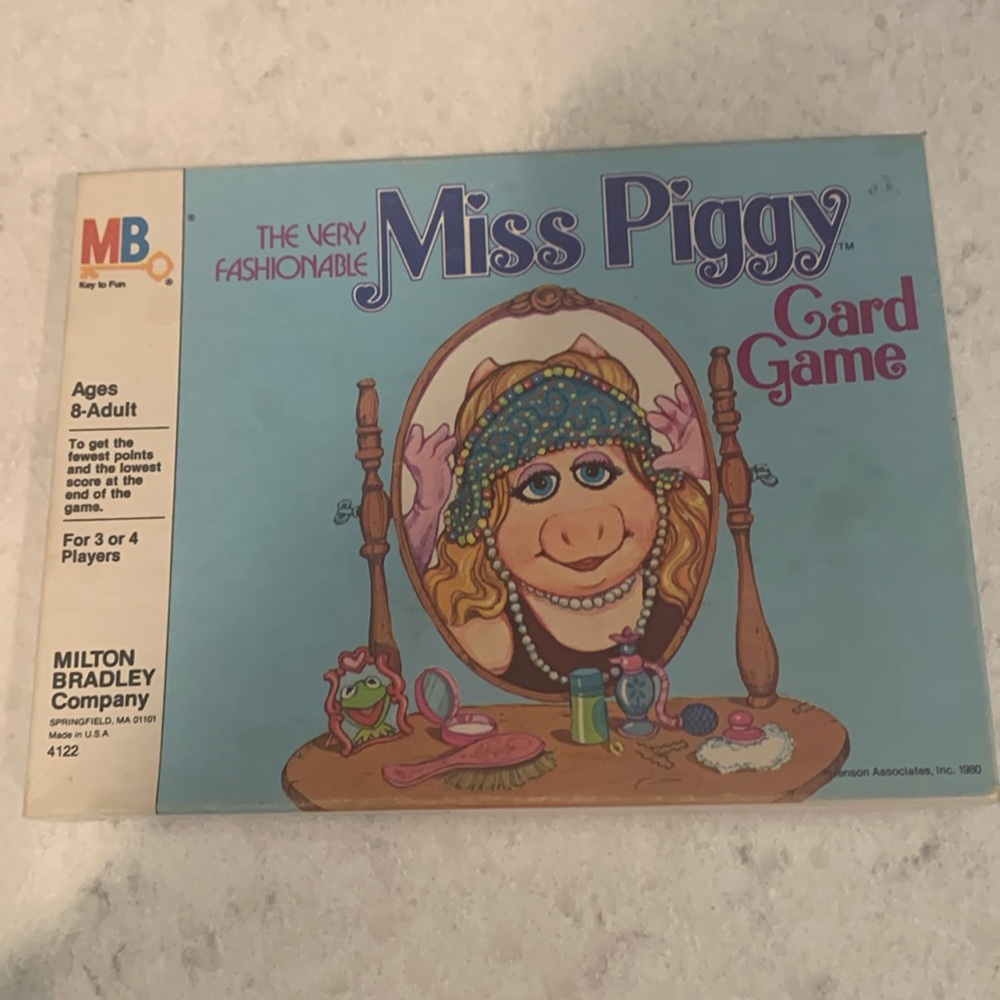 MB
®
Key to Fun
®
Ages
8-Adult
To get the
fewest points
and the lowest
score at the
end of the
game.
For 3 or 4
Players
MILTON
BRADLEY
Company
SPRINGFIELD, MA 01101
Made in U.S.A.
4122
THE VERY
FASHIONABLE
Miss Piggy™
Card
Game
Associates, Inc. 1980